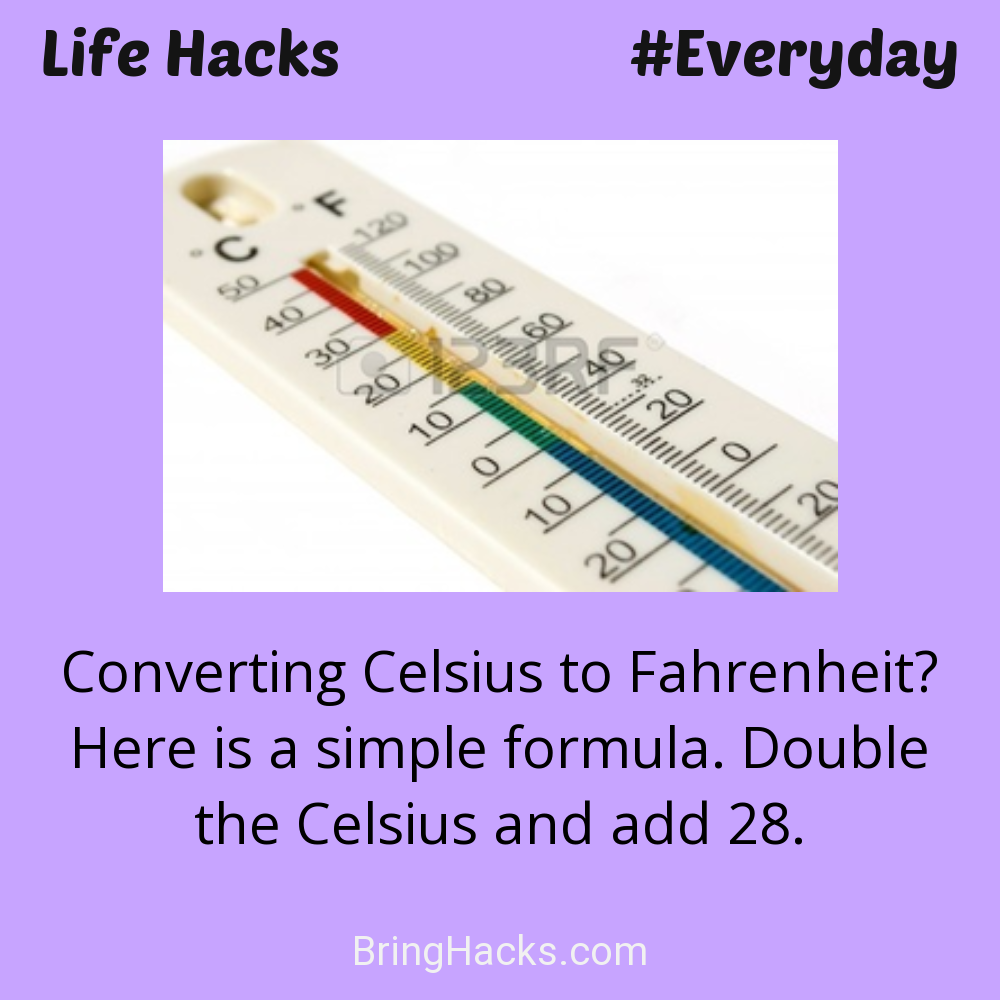 Life Hacks #Everyday
°C °F
120
100
80
60
40
20
0
20
50
40
30
20
10
0
10
20
123RF®
Converting Celsius to Fahrenheit?
Here is a simple formula. Double
the Celsius and add 28.
BringHacks.com